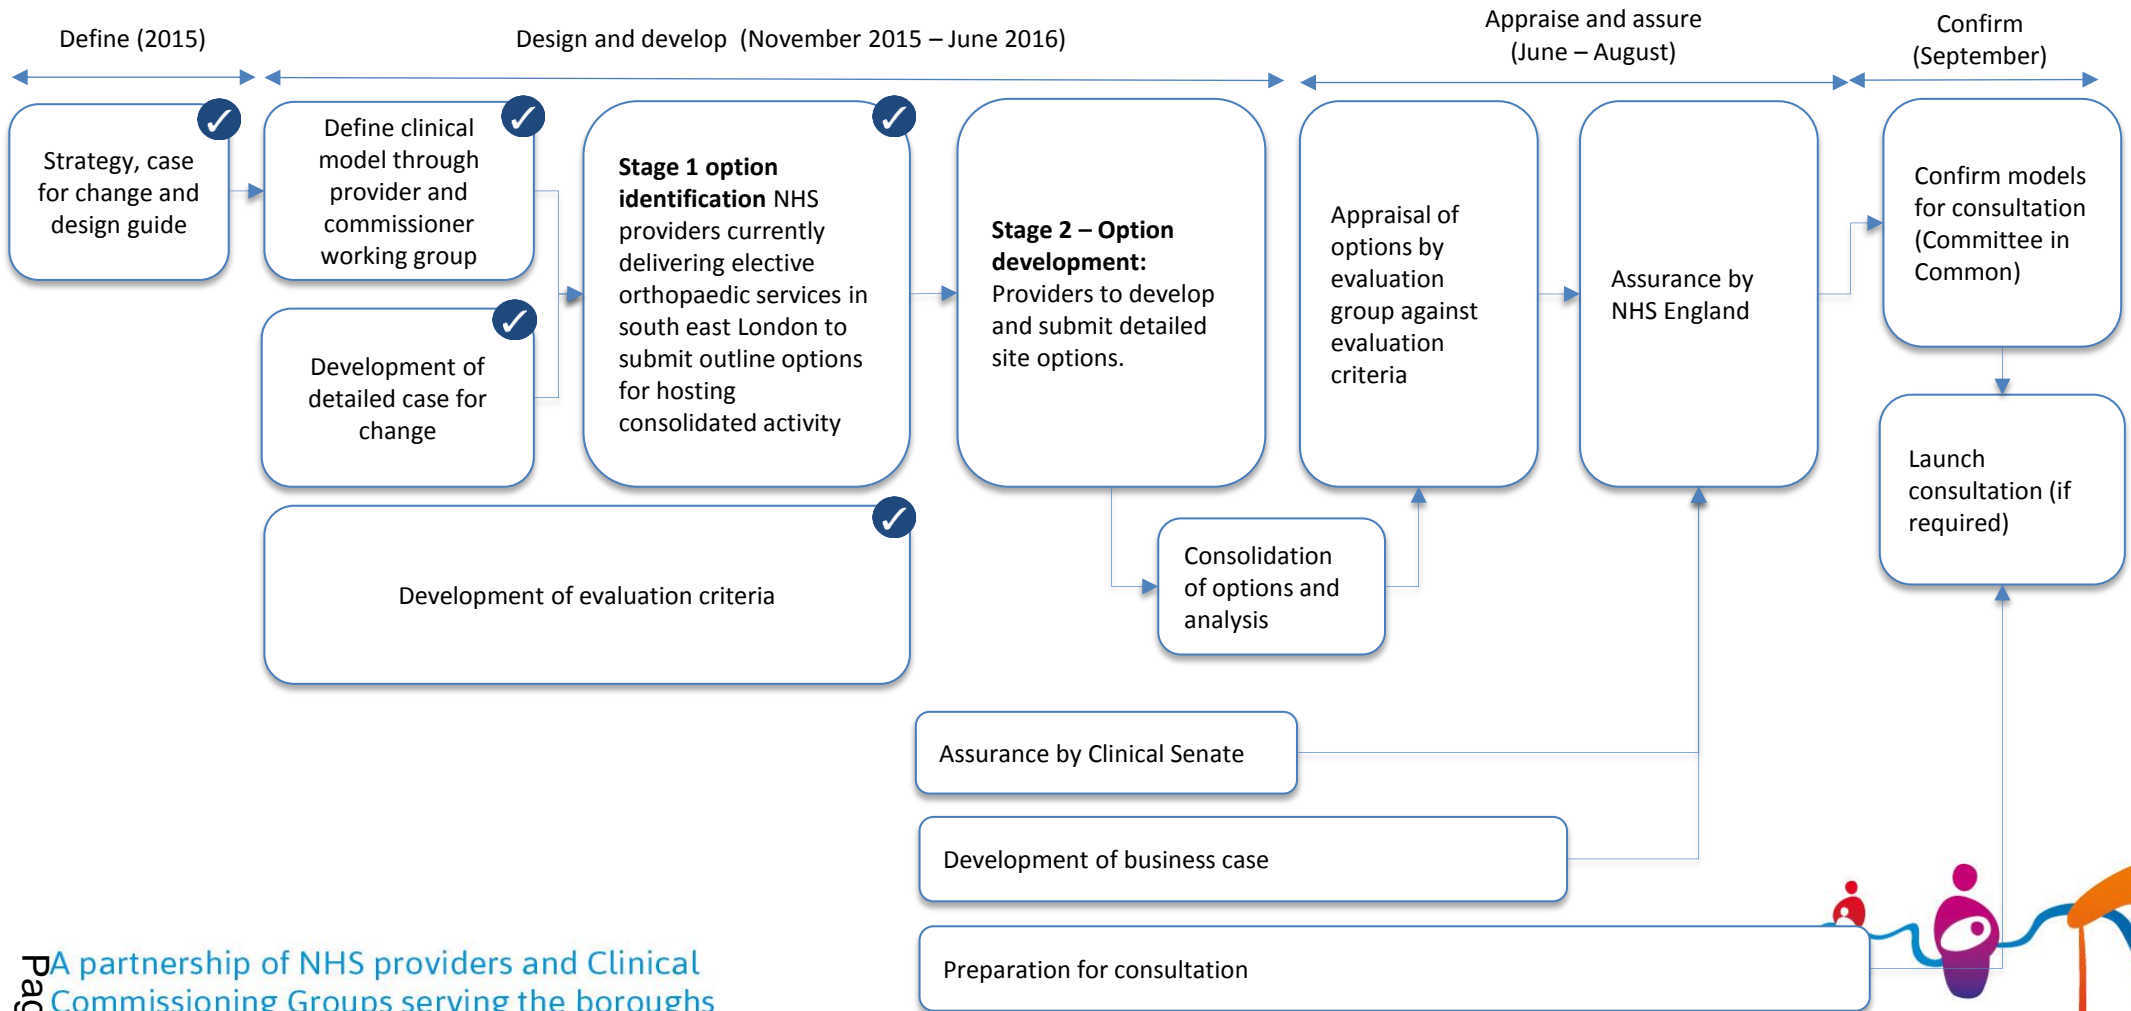 Define (2015)
Design and develop  (November 2015 – June 2016)
Appraise and assure
(June – August)
Confirm
(September)
Strategy, case
for change and
design guide
Define clinical
model through
provider and
commissioner
working group
Development of
detailed case for
change
Stage 1 option
identification NHS
providers currently
delivering elective
orthopaedic services in
south east London to
submit outline options
for hosting
consolidated activity
Development of evaluation criteria
Stage 2 – Option
development:
Providers to develop
and submit detailed
site options.
Consolidation
of options and
analysis
Appraisal of
options by
evaluation
group against
evaluation
criteria
Assurance by
NHS England
Confirm models
for consultation
(Committee in
Common)
Launch
consultation (if
required)
Assurance by Clinical Senate
Development of business case
Preparation for consultation
A partnership of NHS providers and Clinical
Commissioning Groups serving the boroughs